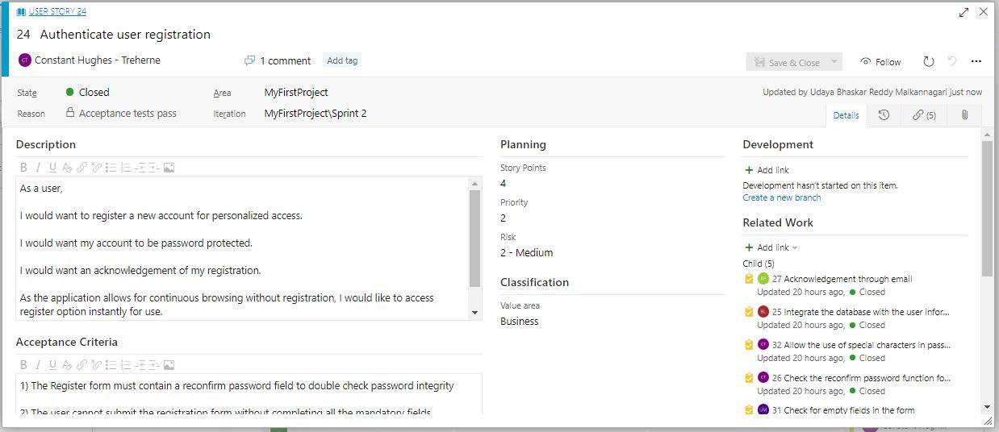 USER STORY 24
24 Authenticate user registration
CT Constant Hughes - Treherne
1 comment
Add tag
Save & Close
Follow
State
Closed
Area
MyFirstProject
Updated by Udaya Bhaskar Reddy Malkannagari just now
Reason
Acceptance tests pass
Iteration
MyFirstProject\Sprint 2
Details
(5)
Description
B I U
As a user,
I would want to register a new account for personalized access.
I would want my account to be password protected.
I would want an acknowledgement of my registration.
As the application allows for continuous browsing without registration, I would like to access
register option instantly for use.
Acceptance Criteria
B I U
1) The Register form must contain a reconfirm password field to double check password integrity
2) The user cannot submit the registration form without completing all the mandatory fields
Planning
Story Points
4
Priority
2
Risk
2 - Medium
Classification
Value area
Business
Development
+ Add link
Development hasn't started on this item.
Create a new branch
Related Work
+ Add link
Child (5)
27 Acknowledgement through email
Updated 20 hours ago, Closed
BL 25 Integrate the database with the user infor...
Updated 20 hours ago, Closed
CT 32 Allow the use of special characters in pass...
Updated 20 hours ago, Closed
CT 26 Check the reconfirm password function fo...
Updated 20 hours ago, Closed
UM 31 Check for empty fields in the form